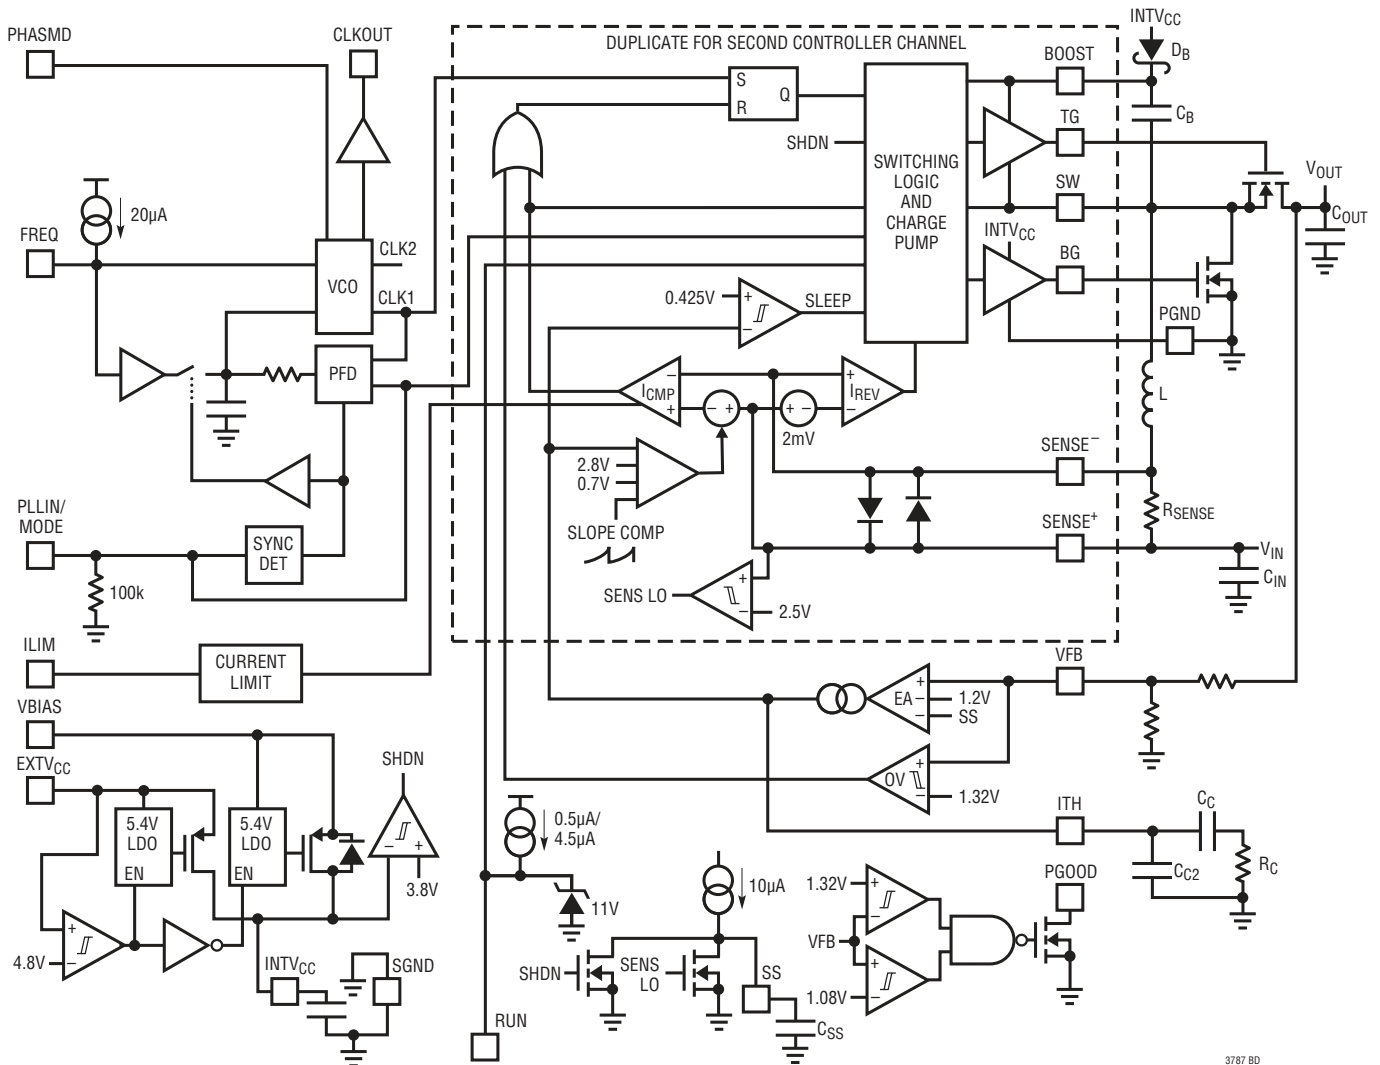 PHASMD
CLKOUT
DUPLICATE FOR SECOND CONTROLLER CHANNEL
INTVCC
DB
BOOST
CB
S
R
Q
TG
SHDN
SWITCHING
LOGIC
AND
CHARGE
PUMP
SW
VOUT
COUT
20µA
FREQ
VCO
CLK2
CLK1
INTVCC
BG
PGND
0.425V
+
–
SLEEP
PFD
–
ICMP
+
– +
+ –
2mV
+
IREV
–
L
2.8V
0.7V
SLOPE COMP
SENSE–
RSENSE
SENSE+
VIN
CIN
PLLIN/
MODE
SYNC
DET
100k
SENS LO
+
–
2.5V
ILIM
CURRENT
LIMIT
VFB
+
EA –
–
1.2V
SS
VBIAS
EXTVCC
SHDN
OV
+
–
1.32V
5.4V
LDO
EN
5.4V
LDO
EN
–
+
3.8V
0.5µA/
4.5µA
ITH
CC
CC2
RC
+
–
4.8V
11V
10µA
1.32V
+
–
VFB
+
–
1.08V
PGOOD
INTVCC
SGND
SHDN
SENS
LO
SS
CSS
RUN
3787 BD